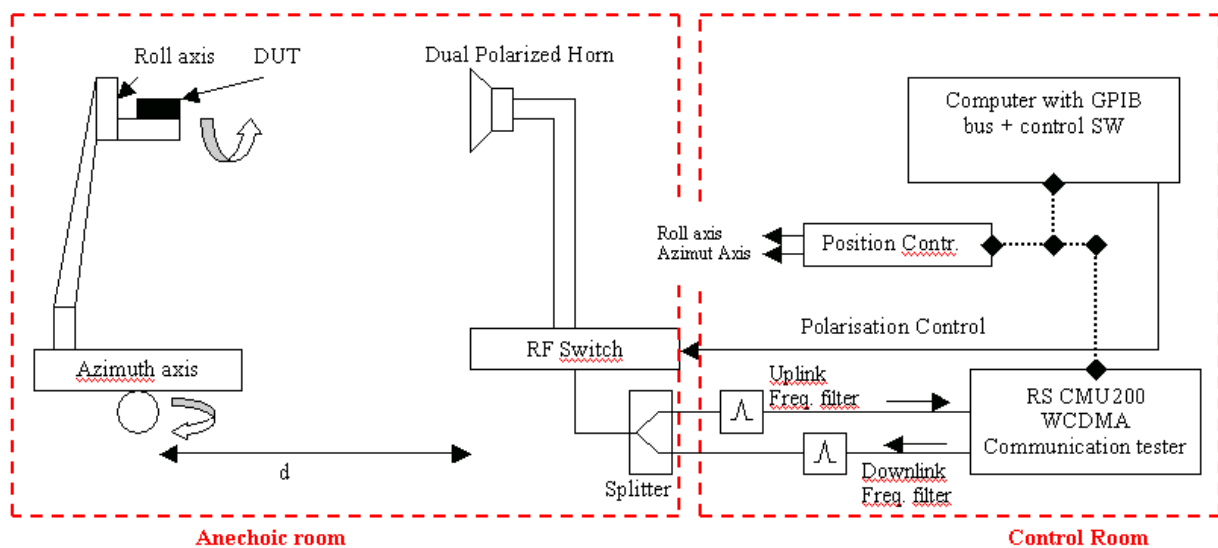 Roll axis
DUT
Dual Polarized Horn
Computer with GPIB
bus + control SW
Roll axis
Azimut Axis
Position Contr.
Polarisation Control
RF Switch
Azimuth axis
Uplink
Freq. filter
RS CMU200
WCDMA
Communication tester
d
Splitter
Downlink
Freq. filter
Anechoic room
Control Room